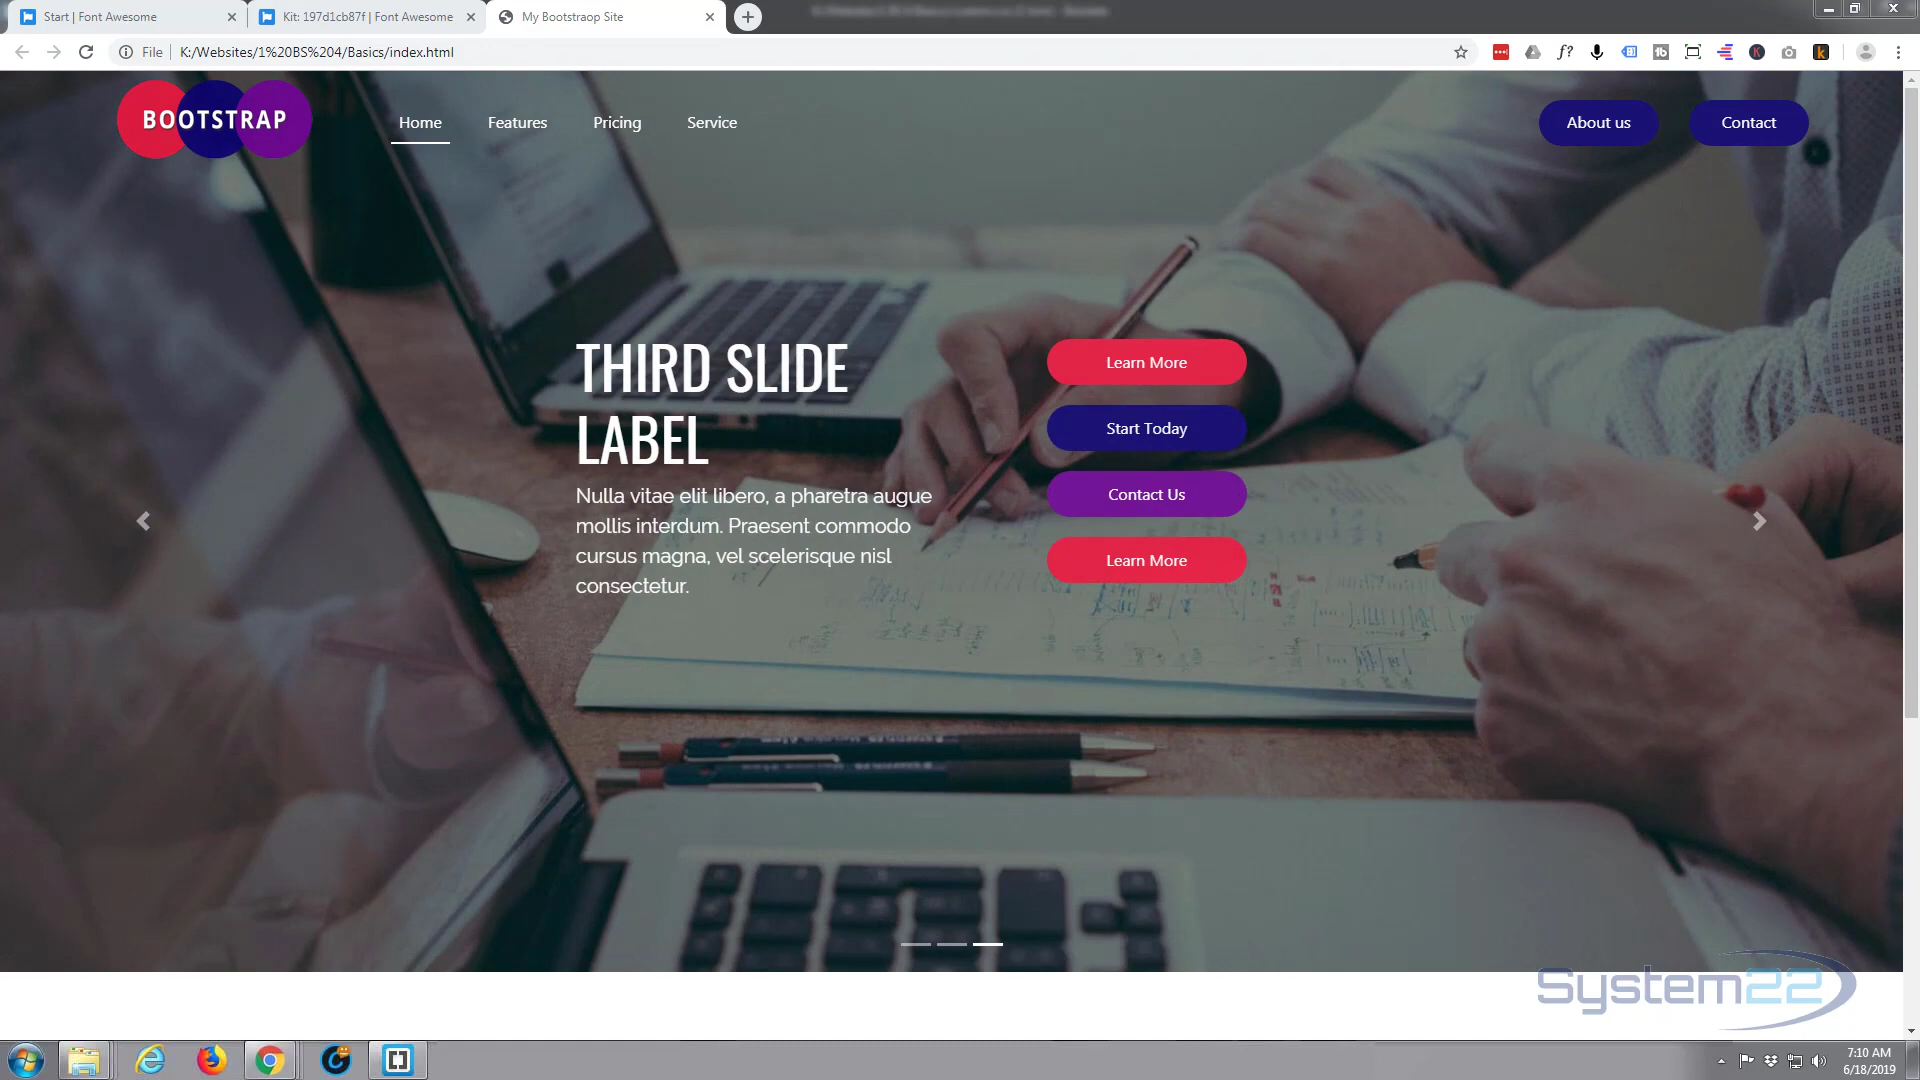 Start | Font Awesome
Kit: 197d1cb87f | Font Awesome
My Bootstraop Site
File
K:/Websites/1%20BS%204/Basics/index.html
BOOTSTRAP
Home
Features
Pricing
Service
About us
Contact
THIRD SLIDE
LABEL
Nulla vitae elit libero, a pharetra augue
mollis interdum. Praesent commodo
cursus magna, vel scelerisque nisl
consectetur.
Learn More
Start Today
Contact Us
Learn More
System22
7:10 AM
6/18/2019